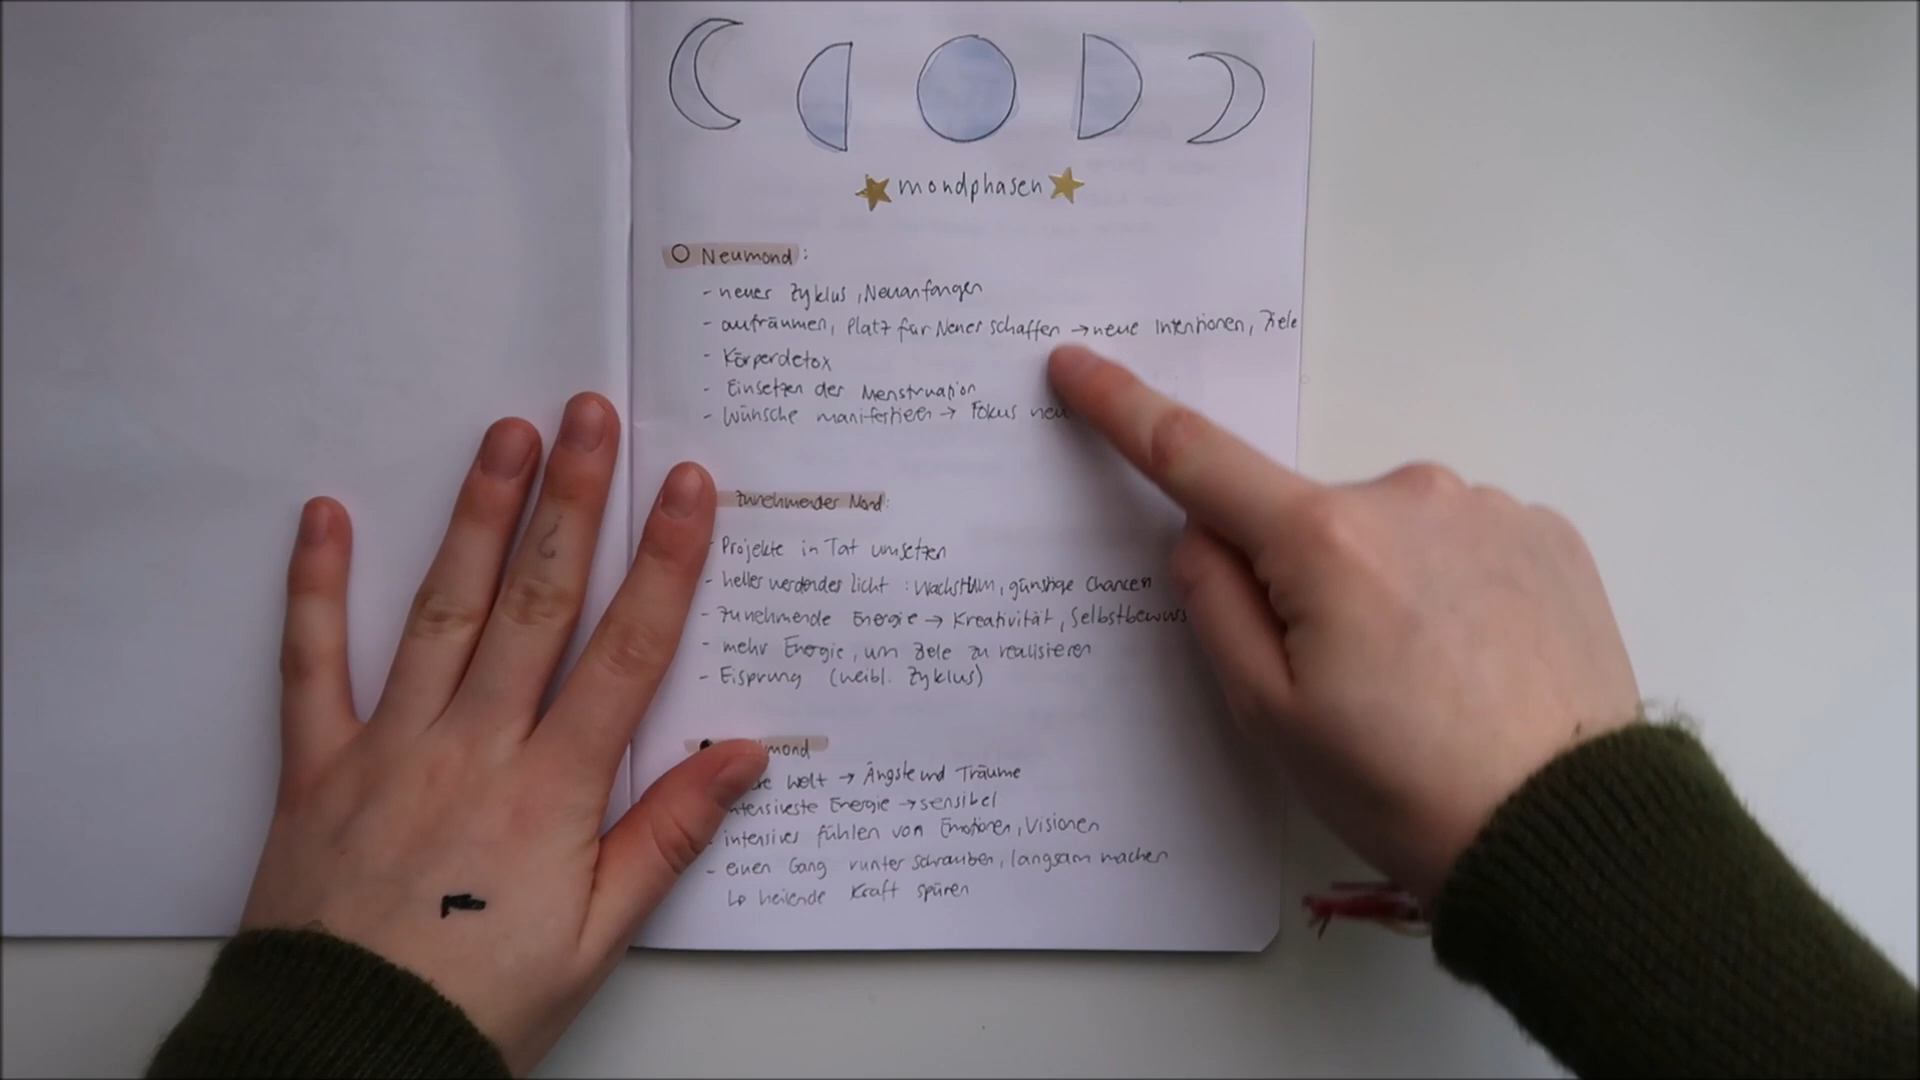 mondphasen
Neumond:
- neuer Zyklus, Neuanfangen
- aufräumen, Platz für Neues schaffen → neue Intentionen, Ziele
- Körperdetox
- Einsetzen der Menstruation
- Wünsche manifestieren → Fokus neu
zunehmender Mond:
- Projekte in Tat umsetzen
- heller werdendes Licht : Wachstum, günstige Chancen
- zunehmende Energie → Kreativität, Selbstbewuss
- mehr Energie, um Ziele zu realisieren
- Eisprung (weibl. Zyklus)
mond
Welt → Ängste und Träume
intensivste Energie → sensibel
- intensives fühlen von Emotionen, Visionen
- einen Gang runter schrauben, langsam machen
↳ heilende Kraft spüren